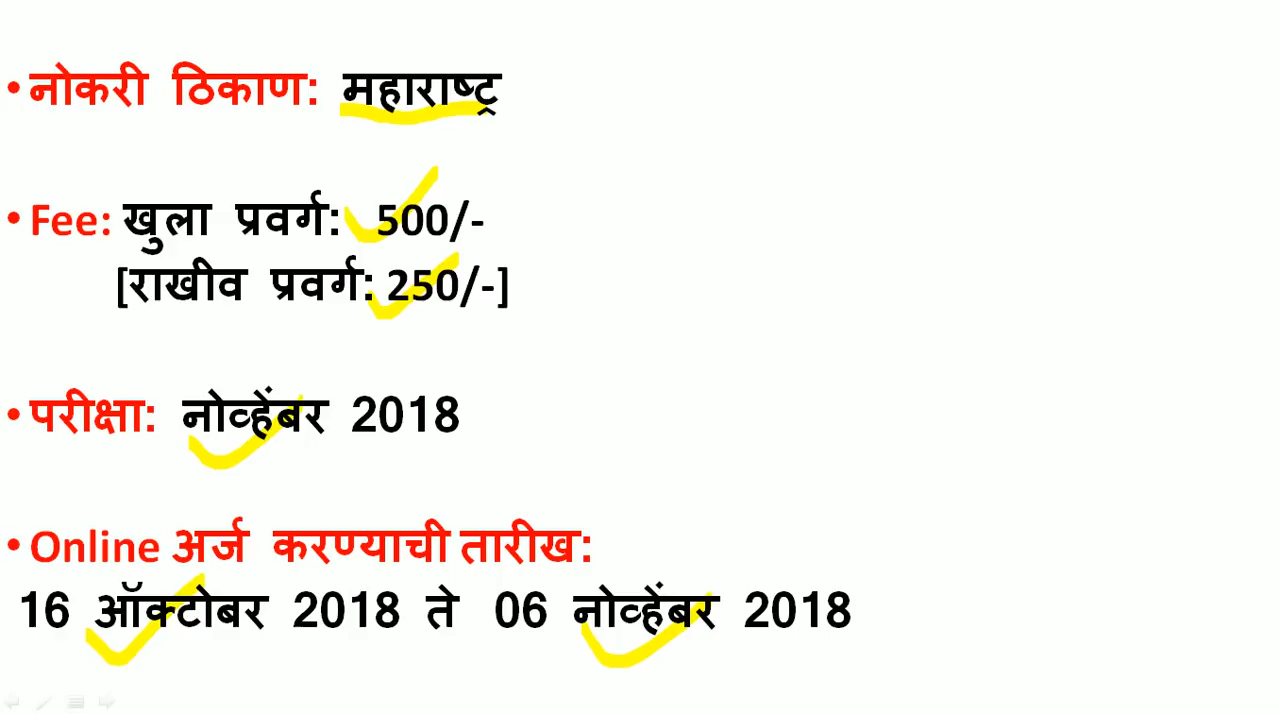 • नोकरी ठिकाण: महाराष्ट्र
• Fee: खुला प्रवर्ग: 500/-
[राखीव प्रवर्ग: 250/-]
• परीक्षा: नोव्हेंबर 2018
• Online अर्ज करण्याची तारीख:
16 ऑक्टोबर 2018 ते 06 नोव्हेंबर 2018